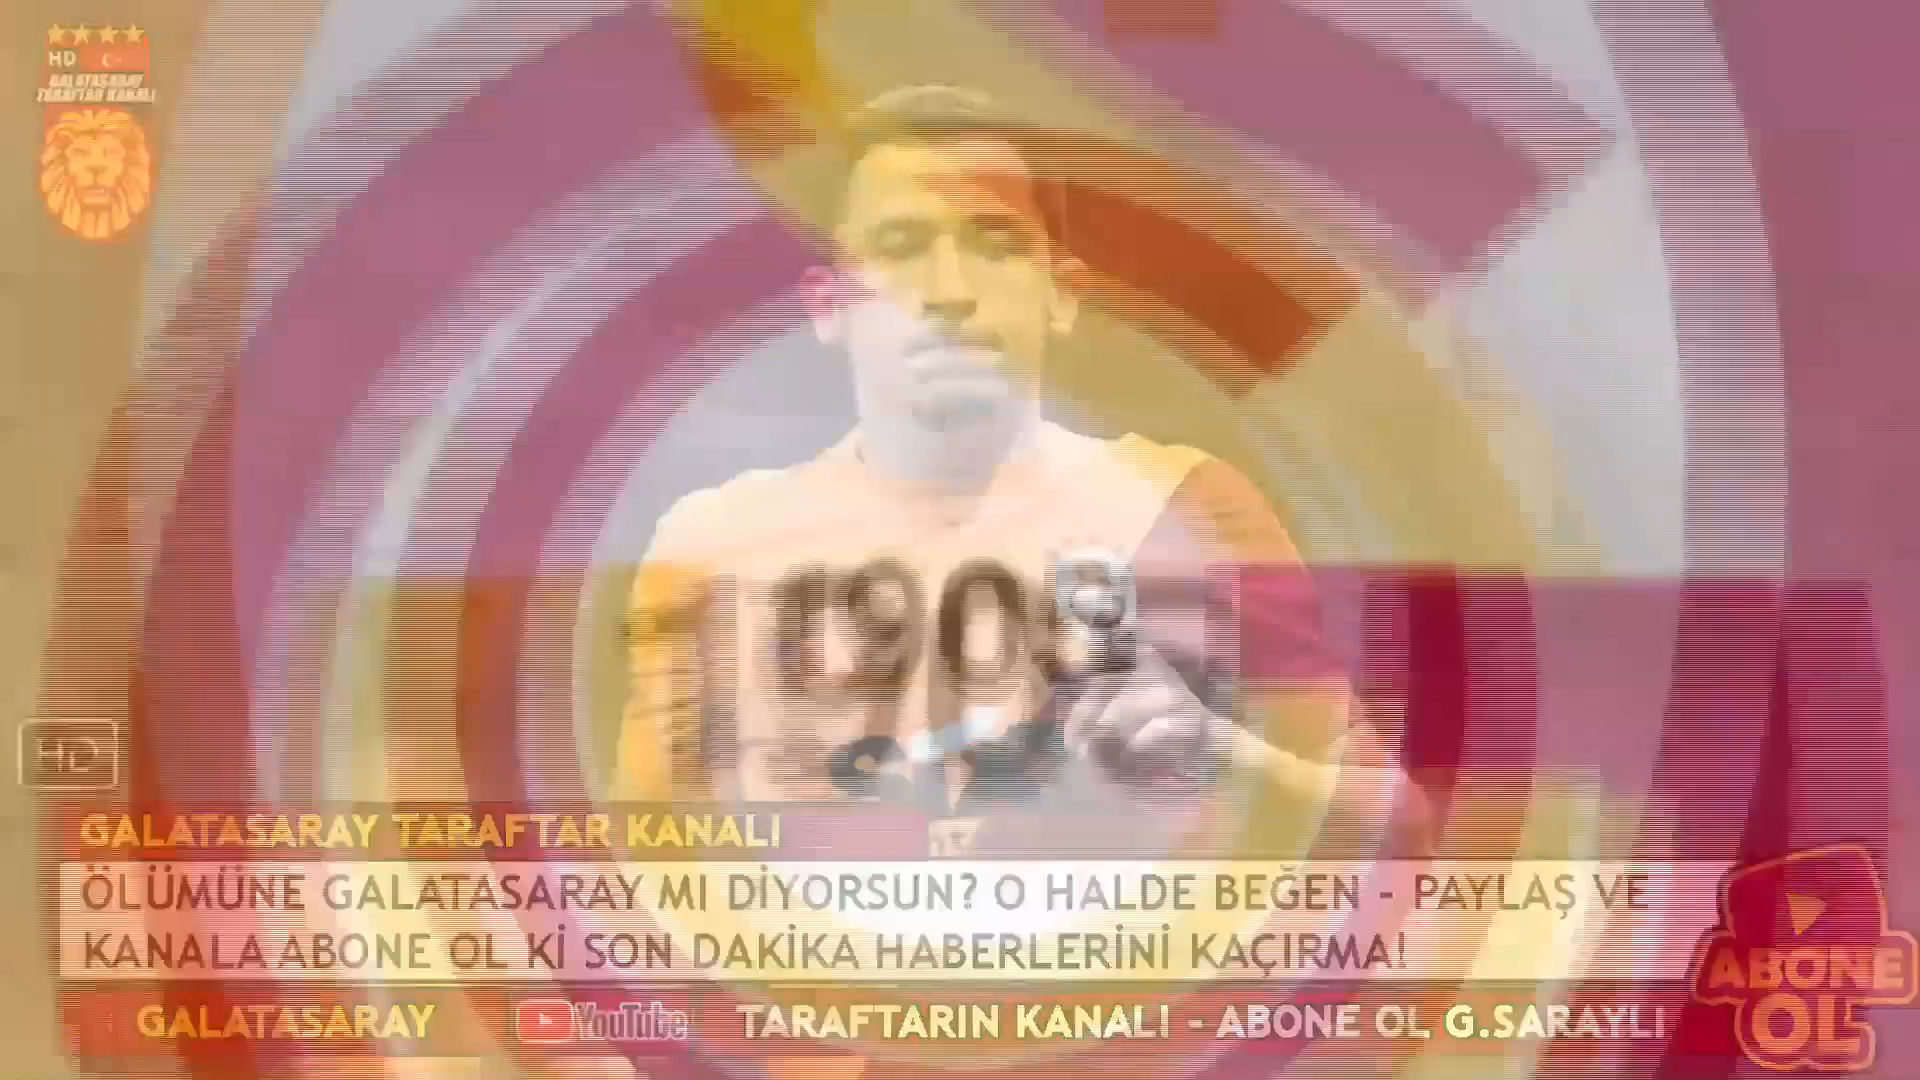 HD
GALATASARAY
TARAFTAR KANALI
HD
GALATASARAY TARAFTAR KANALI
ÖLÜMÜNE GALATASARAY MI DİYORSUN? O HALDE BEĞEN - PAYLAŞ VE
KANALA ABONE OL Kİ SON DAKİKA HABERLERİNİ KAÇIRMA!
GALATASARAY YouTube TARAFTARIN KANALI - ABONE OL G.SARAYLI
ABONE
OL